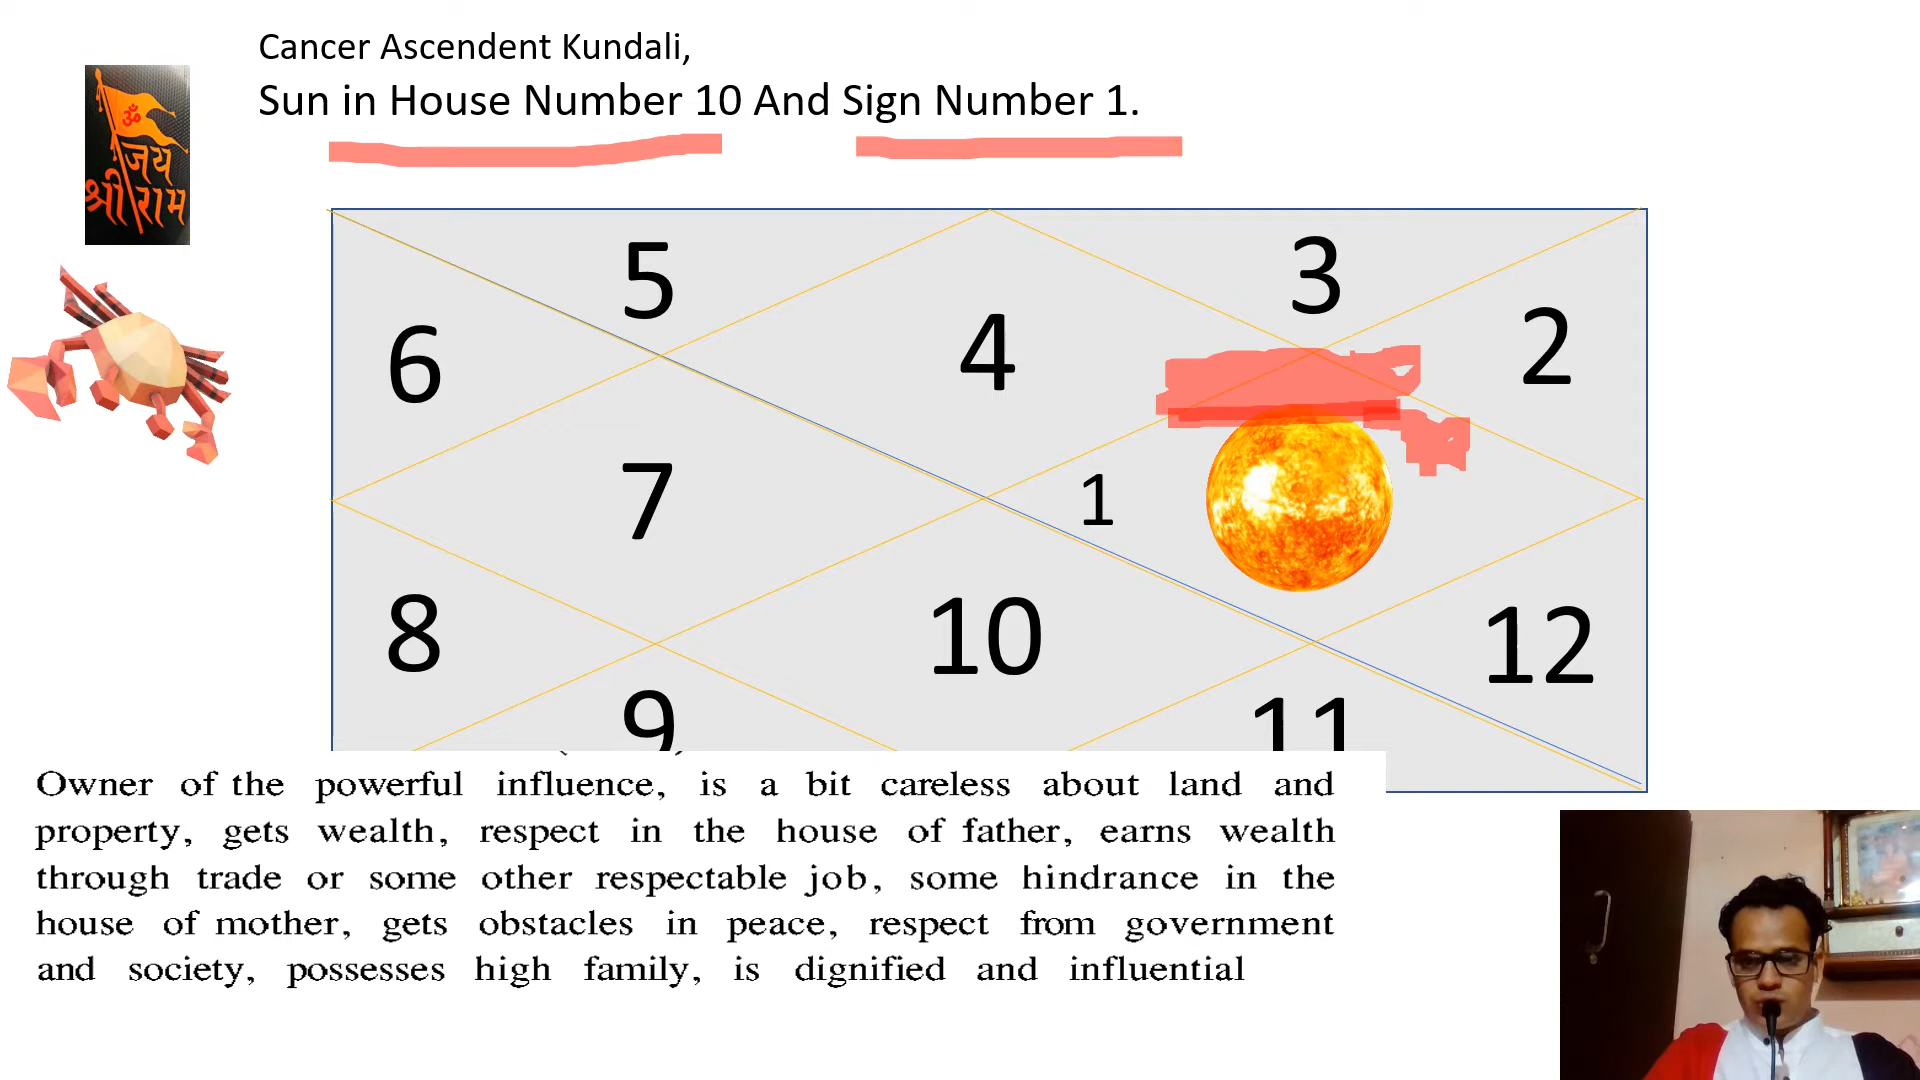 Cancer Ascendent Kundali,
Sun in House Number 10 And Sign Number 1.
ॐ
जय
श्री राम
5
3
4
2
6
7
1
8
10
12
9
11
Owner of the powerful influence, is a bit careless about land and
property, gets wealth, respect in the house of father, earns wealth
through trade or some other respectable job, some hindrance in the
house of mother, gets obstacles in peace, respect from government
and society, possesses high family, is dignified and influential